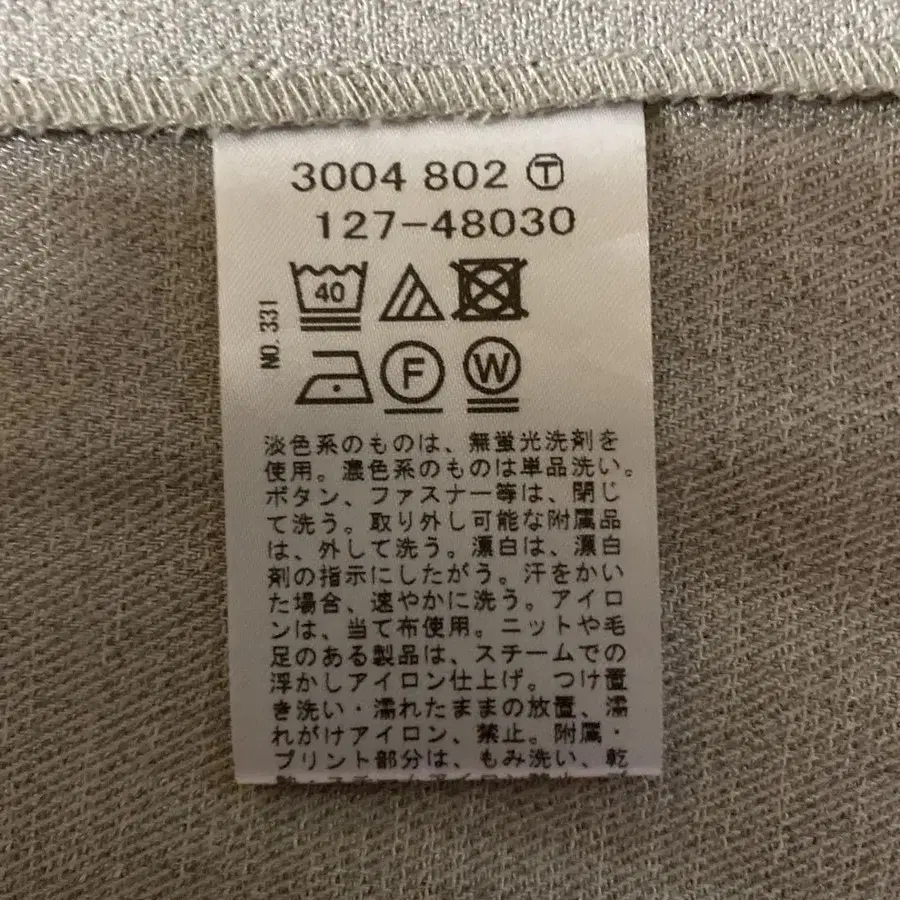 3004 802 Ⓣ
127-48030
NO. 331
40
F
W
淡色系のものは、無蛍光洗剤を
使用。濃色系のものは単品洗い。
ボタン、ファスナー等は、閉じ
て洗う。取り外し可能な附属品
は、外して洗う。漂白は、漂白
剤の指示にしたがう。汗をかい
た場合、速やかに洗う。アイロ
ンは、当て布使用。ニットや毛
足のある製品は、スチームでの
浮かしアイロン仕上げ。つけ置
き洗い・濡れたままの放置、濡
れがけアイロン、禁止。附属・
プリント部分は、もみ洗い、乾